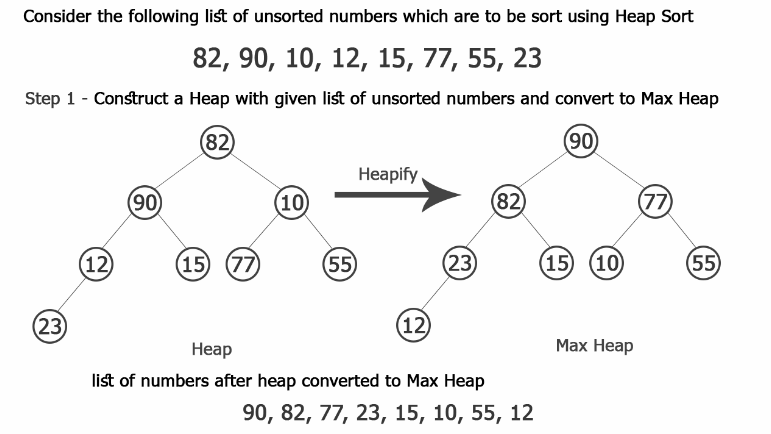 Consider the following list of unsorted numbers which are to be sort using Heap Sort
82, 90, 10, 12, 15, 77, 55, 23
Step 1 - Construct a Heap with given list of unsorted numbers and convert to Max Heap
82
90
90 10
Heapify
82 77
12 15 77 55
23 15 10 55
23
12
Heap
Max Heap
list of numbers after heap converted to Max Heap
90, 82, 77, 23, 15, 10, 55, 12